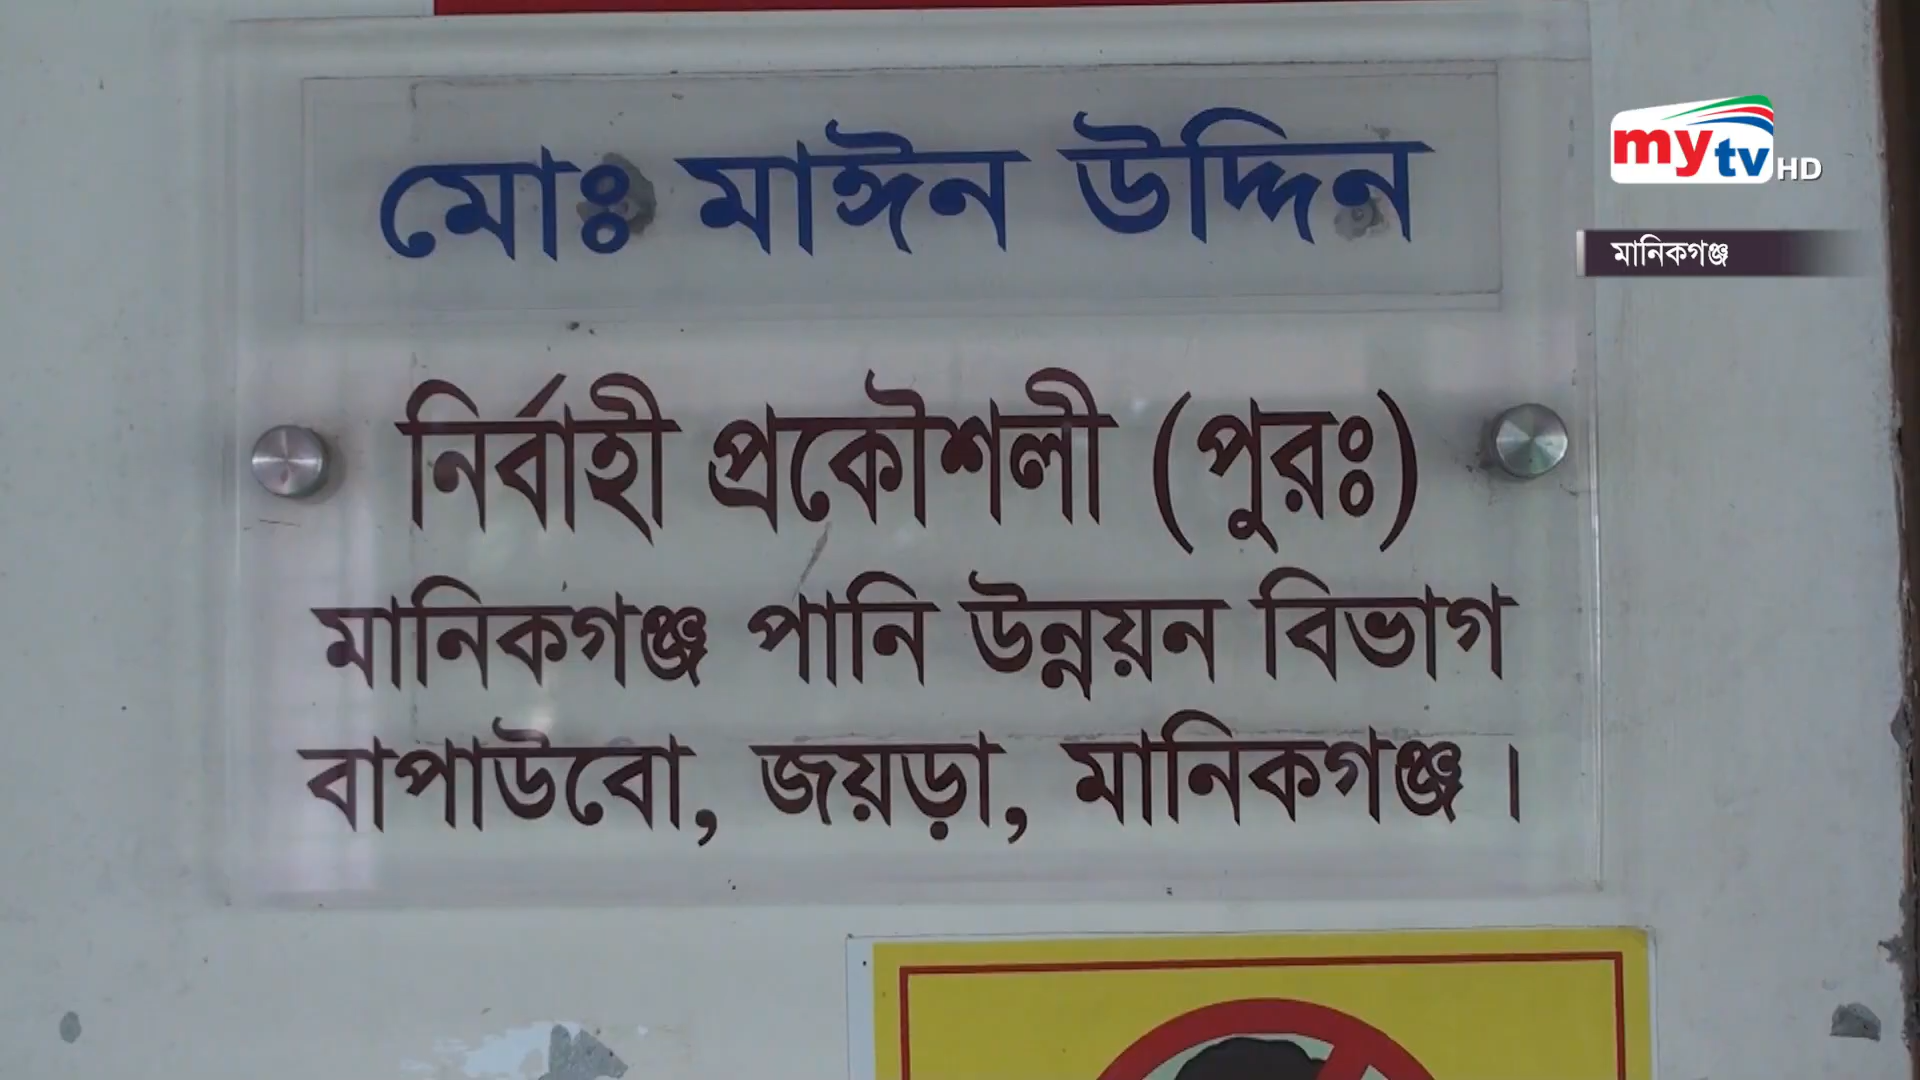 মোঃ মাঈন উদ্দিন
নির্বাহী প্রকৌশলী (পুরঃ)
মানিকগঞ্জ পানি উন্নয়ন বিভাগ
বাপাউবো, জয়ড়া, মানিকগঞ্জ।
mytv HD
মানিকগঞ্জ